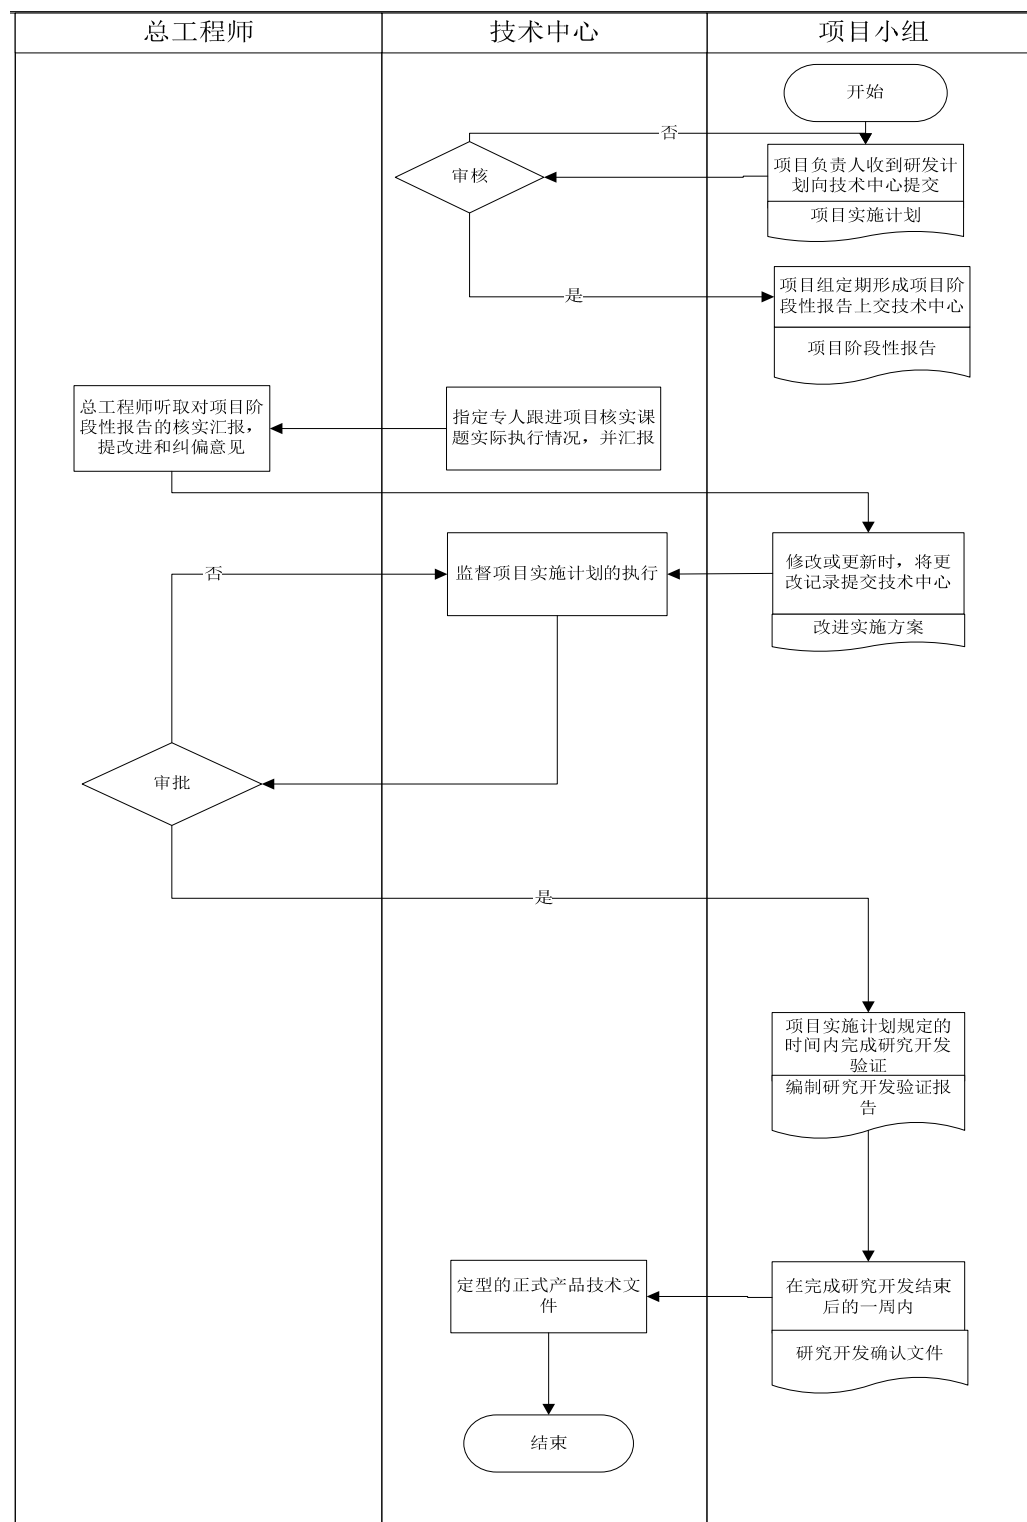 总工程师
技术中心
项目小组
开始
否
审核
项目负责人收到研发计
划向技术中心提交
项目实施计划
是
项目组定期形成项目阶
段性报告上交技术中心
项目阶段性报告
总工程师听取对项目阶
段性报告的核实汇报，
提改进和纠偏意见
指定专人跟进项目核实课
题实际执行情况，并汇报
否
监督项目实施计划的执行
修改或更新时，将更
改记录提交技术中心
改进实施方案
审批
是
项目实施计划规定的
时间内完成研究开发
验证
编制研究开发验证报
告
定型的正式产品技术文
件
在完成研究开发结束
后的一周内
研究开发确认文件
结束